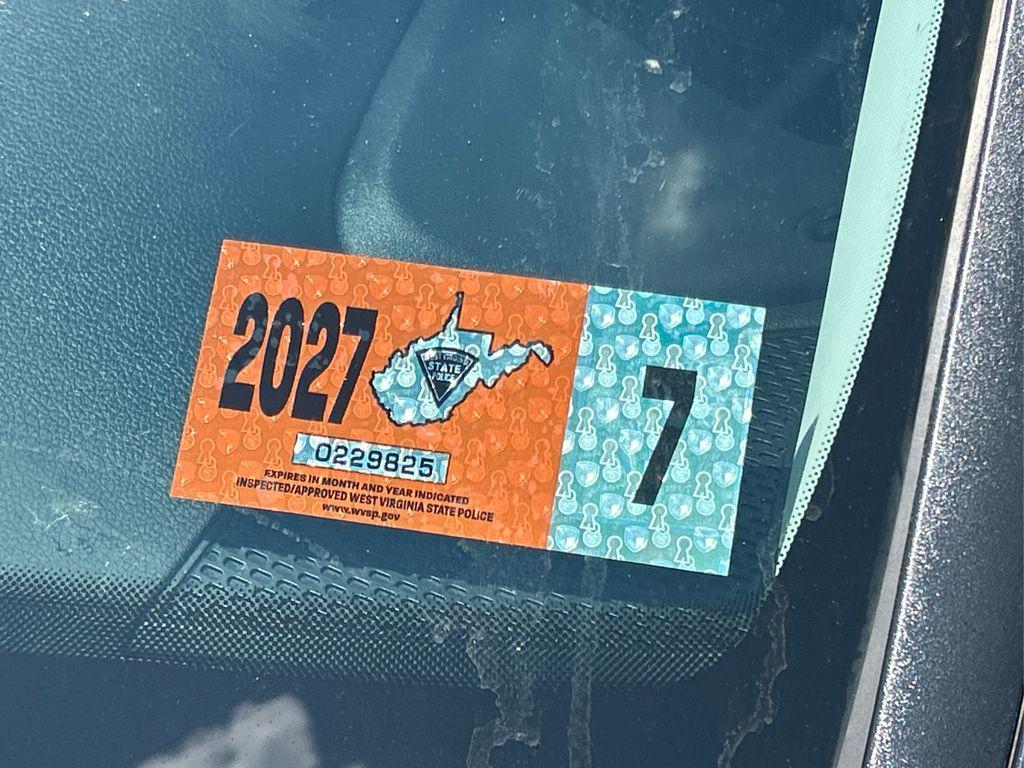 2027
WEST VIRGINIA
STATE
POLICE
7
0229825
EXPIRES IN MONTH AND YEAR INDICATED
INSPECTED/APPROVED WEST VIRGINIA STATE POLICE
www.wvsp.gov